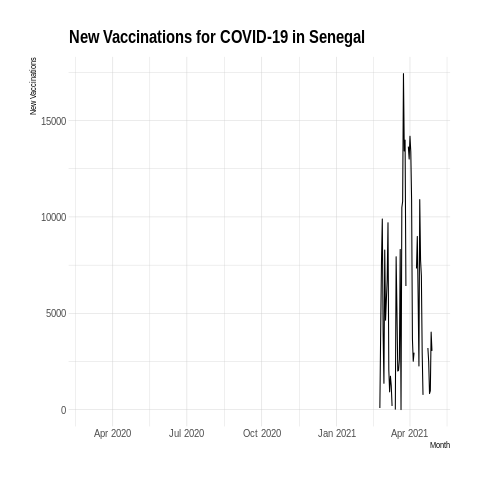 New Vaccinations for COVID-19 in Senegal
New Vaccinations
15000
10000
5000
0
Apr 2020 Jul 2020 Oct 2020 Jan 2021 Apr 2021
Month